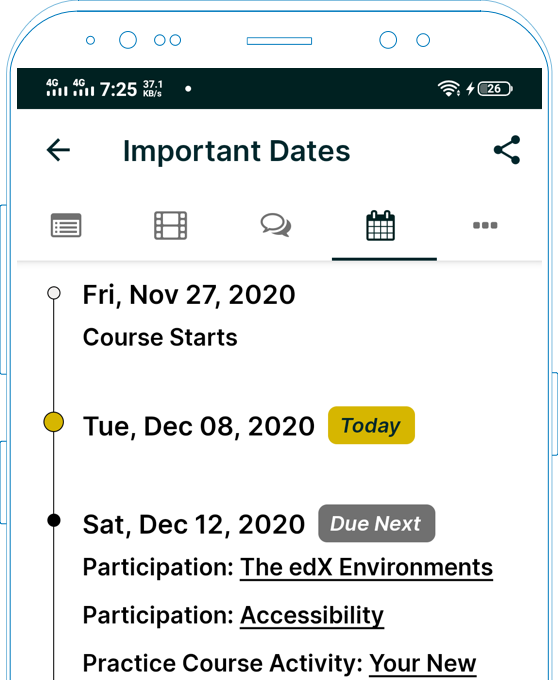 4G 4G 7:25 37.1 KB/s 26
Important Dates
Fri, Nov 27, 2020
Course Starts
Tue, Dec 08, 2020 Today
Sat, Dec 12, 2020 Due Next
Participation: The edX Environments
Participation: Accessibility
Practice Course Activity: Your New